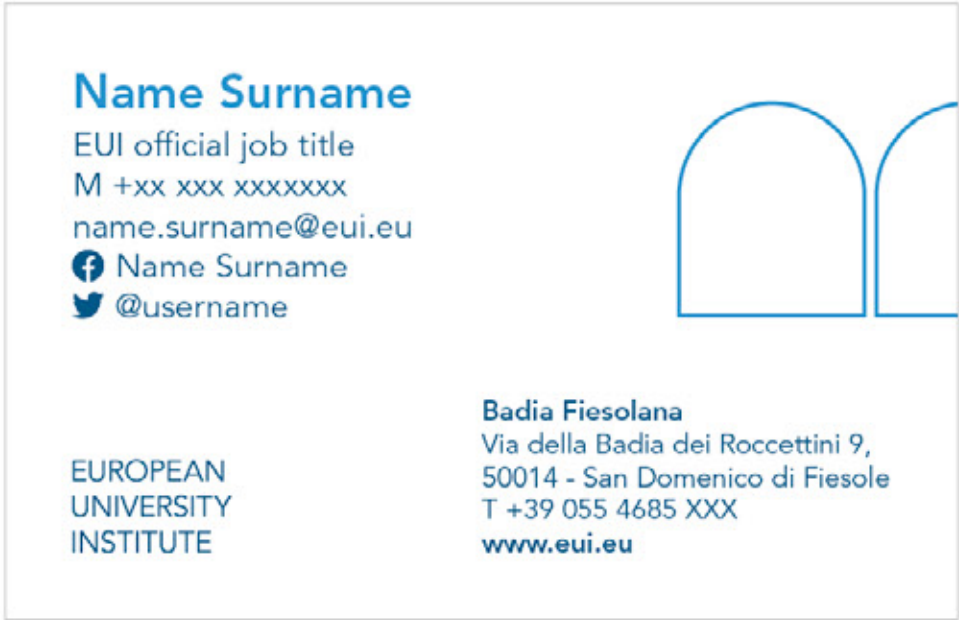 Name Surname
EUI official job title
M +xx xxx xxxxxxx
name.surname@eui.eu
Name Surname
@username
EUROPEAN
UNIVERSITY
INSTITUTE
Badia Fiesolana
Via della Badia dei Roccettini 9,
50014 - San Domenico di Fiesole
T +39 055 4685 XXX
www.eui.eu